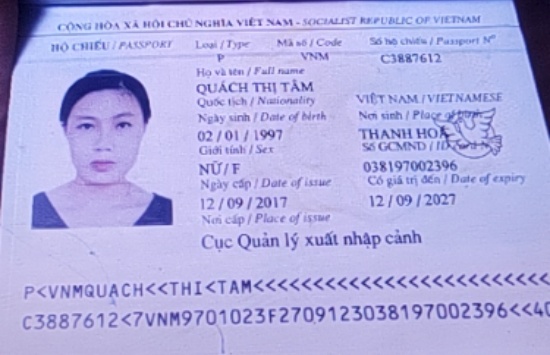 CỘNG HÒA XÃ HỘI CHỦ NGHĨA VIỆT NAM - SOCIALIST REPUBLIC OF VIETNAM
HỘ CHIẾU / PASSPORT Loại / Type Mã số / Code Số hộ chiếu / Passport Nº
P VNM C3887612
Họ và tên / Full name
QUÁCH THỊ TÂM
Quốc tịch / Nationality VIỆT NAM / VIETNAMESE
Ngày sinh / Date of birth Nơi sinh / Place of birth
02 / 01 / 1997 THANH HOÁ
Giới tính / Sex Số GCMND / ID
NỮ / F 038197002396
Ngày cấp / Date of issue Có giá trị đến / Date of expiry
12 / 09 / 2017 12 / 09 / 2027
Nơi cấp / Place of issue
Cục Quản lý xuất nhập cảnh
P<VNMQUACH<<THI<TAM<<<<<<<<<<<<<<<<<<<<<<<<<
C3887612<7VNM9701023F2709123038197002396<<40